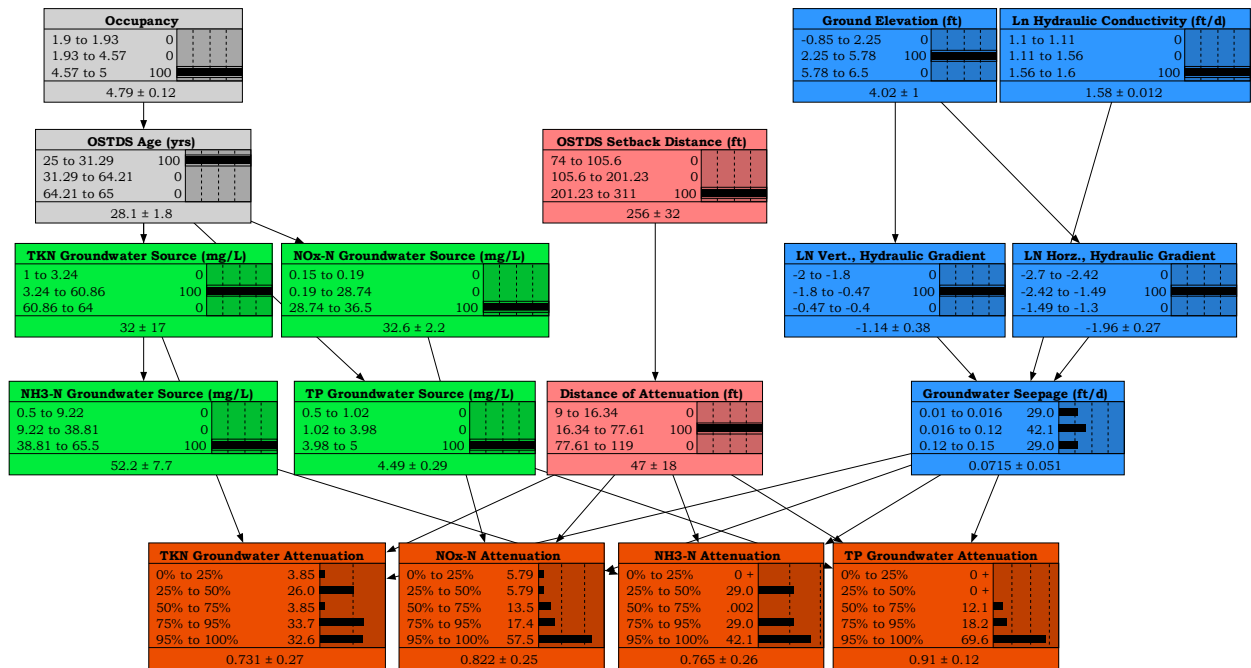 Occupancy
1.9 to 1.93 0
1.93 to 4.57 0
4.57 to 5 100
4.79 ± 0.12
Ground Elevation (ft)
-0.85 to 2.25 0
2.25 to 5.78 100
5.78 to 6.5 0
4.02 ± 1
Ln Hydraulic Conductivity (ft/d)
1.1 to 1.11 0
1.11 to 1.56 0
1.56 to 1.6 100
1.58 ± 0.012
OSTDS Age (yrs)
25 to 31.29 100
31.29 to 64.21 0
64.21 to 65 0
28.1 ± 1.8
OSTDS Setback Distance (ft)
74 to 105.6 0
105.6 to 201.23 0
201.23 to 311 100
256 ± 32
TKN Groundwater Source (mg/L)
1 to 3.24 0
3.24 to 60.86 100
60.86 to 64 0
32 ± 17
NOx-N Groundwater Source (mg/L)
0.15 to 0.19 0
0.19 to 28.74 0
28.74 to 36.5 100
32.6 ± 2.2
LN Vert., Hydraulic Gradient
-2 to -1.8 0
-1.8 to -0.47 100
-0.47 to -0.4 0
-1.14 ± 0.38
LN Horz., Hydraulic Gradient
-2.7 to -2.42 0
-2.42 to -1.49 100
-1.49 to -1.3 0
-1.96 ± 0.27
NH3-N Groundwater Source (mg/L)
0.5 to 9.22 0
9.22 to 38.81 0
38.81 to 65.5 100
52.2 ± 7.7
TP Groundwater Source (mg/L)
0.5 to 1.02 0
1.02 to 3.98 0
3.98 to 5 100
4.49 ± 0.29
Distance of Attenuation (ft)
9 to 16.34 0
16.34 to 77.61 100
77.61 to 119 0
47 ± 18
Groundwater Seepage (ft/d)
0.01 to 0.016 29.0
0.016 to 0.12 42.1
0.12 to 0.15 29.0
0.0715 ± 0.051
TKN Groundwater Attenuation
0% to 25% 3.85
25% to 50% 26.0
50% to 75% 3.85
75% to 95% 33.7
95% to 100% 32.6
0.731 ± 0.27
NOx-N Attenuation
0% to 25% 5.79
25% to 50% 5.79
50% to 75% 13.5
75% to 95% 17.4
95% to 100% 57.5
0.822 ± 0.25
NH3-N Attenuation
0% to 25% 0 +
25% to 50% 29.0
50% to 75% .002
75% to 95% 29.0
95% to 100% 42.1
0.765 ± 0.26
TP Groundwater Attenuation
0% to 25% 0 +
25% to 50% 0 +
50% to 75% 12.1
75% to 95% 18.2
95% to 100% 69.6
0.91 ± 0.12